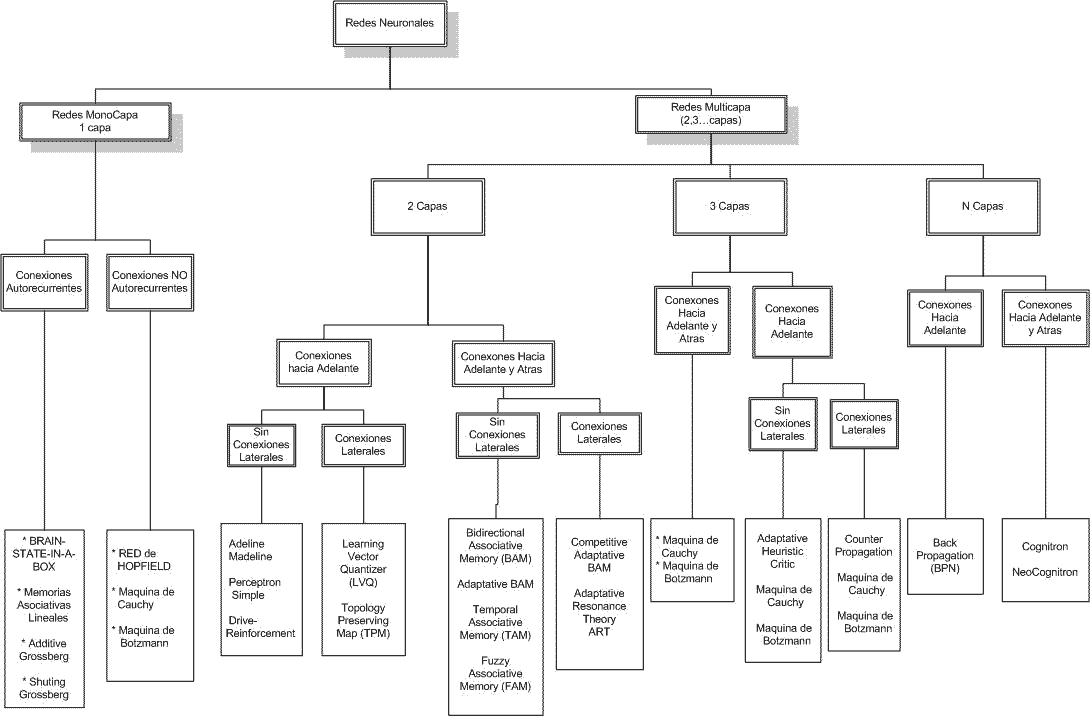 Redes Neuronales
Redes MonoCapa
1 capa
Redes Multicapa
(2,3...capas)
2 Capas
3 Capas
N Capas
Conexiones
Autorecurrentes
Conexiones NO
Autorecurrentes
Conexones
Hacia
Adelante y
Atras
Conexones
Hacia
Adelante
Conexones
Hacia
Adelante
Conexones
Hacia Adelante
y Atras
Conexiones
hacia Adelante
Conexones Hacia
Adelante y Atras
Sin
Conexiones
Laterales
Conexiones
Laterales
Sin
Conexiones
Laterales
Conexiones
Laterales
Sin
Conexiones
Laterales
Conexiones
Laterales
* BRAIN-
STATE-IN-A-
BOX
* Memorias
Asociativas
Lineales
* Additive
Grossberg
* Shuting
Grossberg
* RED de
HOPFIELD
* Maquina de
Cauchy
* Maquina de
Botzmann
Adeline
Madeline
Perceptron
Simple
Drive-
Reinforcement
Learning
Vector
Quantizer
(LVQ)
Topology
Preserving
Map (TPM)
Bidirectional
Associative
Memory (BAM)
Adaptative BAM
Temporal
Associative
Memory (TAM)
Fuzzy
Associative
Memory (FAM)
Competitive
Adaptative
BAM
Adaptative
Resonance
Theory
ART
* Maquina de
Cauchy
* Maquina de
Botzmann
Adaptative
Heuristic
Critic
Maquina de
Cauchy
Maquina de
Botzmann
Counter
Propagation
Maquina de
Cauchy
Maquina de
Botzmann
Back
Propagation
(BPN)
Cognitron
NeoCognitron